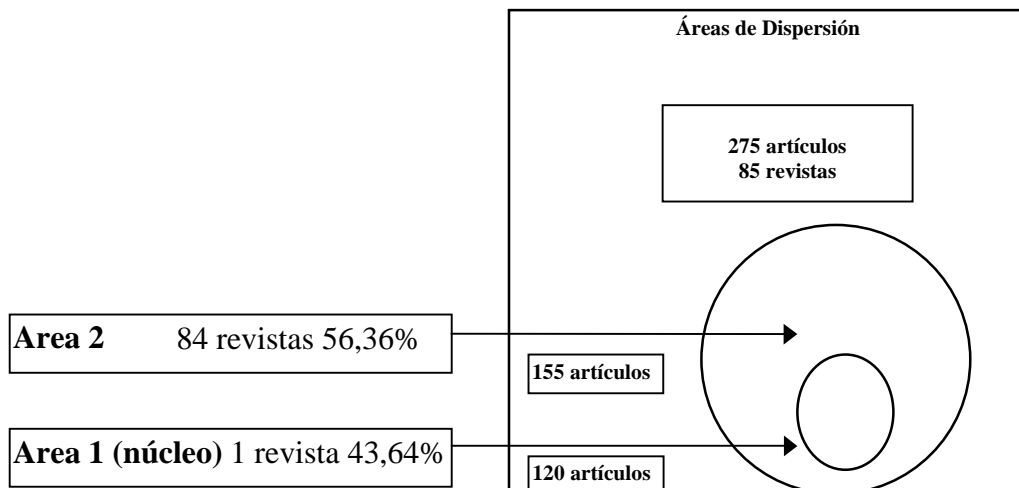 Áreas de Dispersión
275 artículos
85 revistas
Area 2 84 revistas 56,36%
155 artículos
Area 1 (núcleo) 1 revista 43,64%
120 artículos